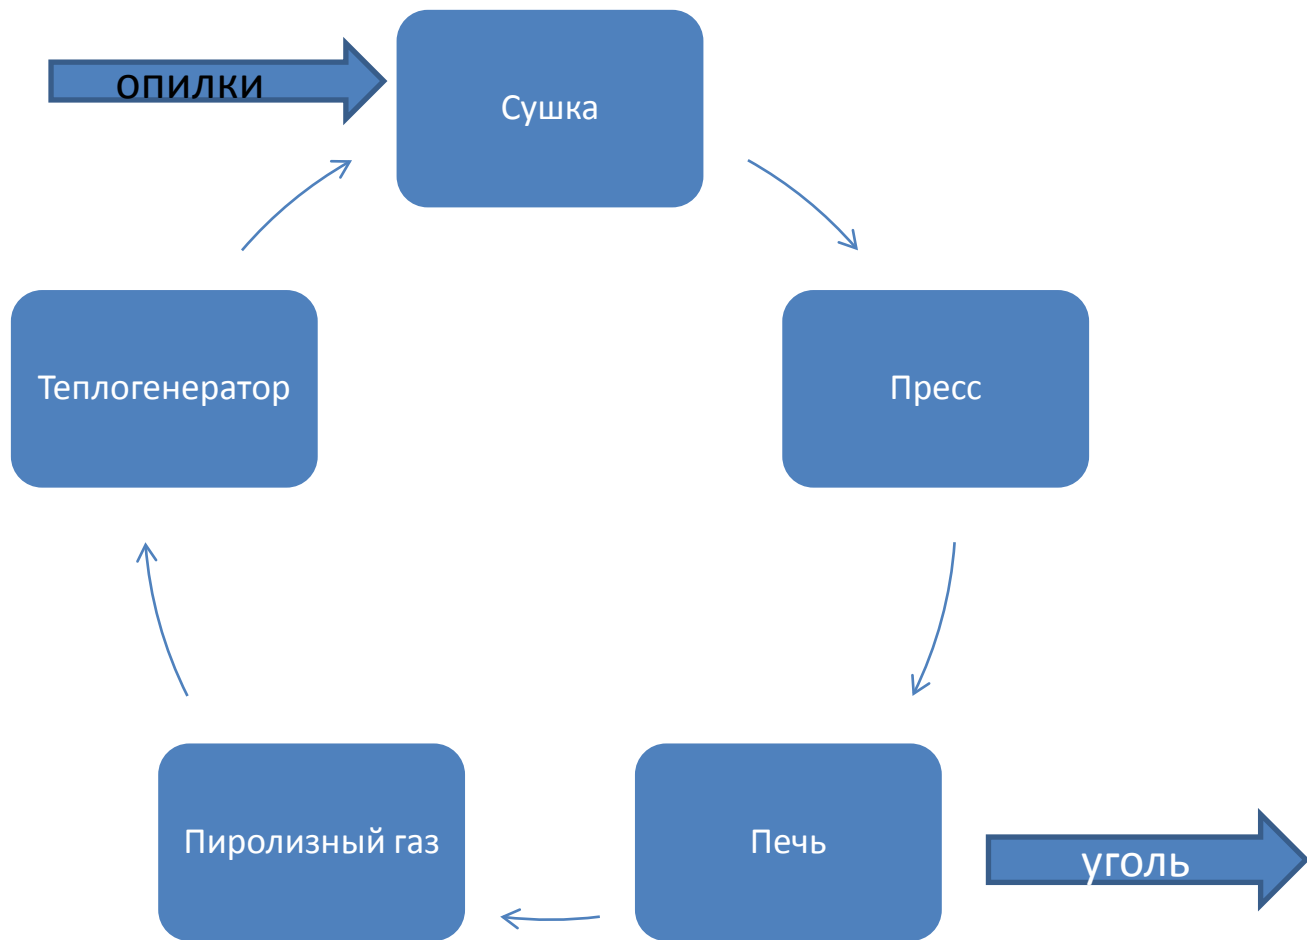 опилки
Сушка
Теплогенератор
Пресс
Пиролизный газ
Печь
уголь